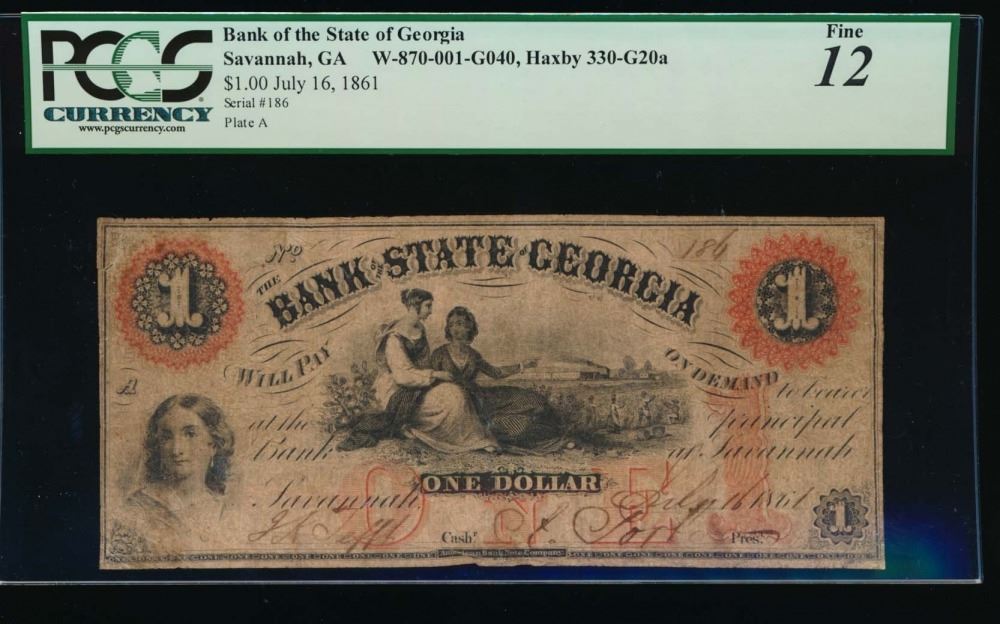 PCGS
CURRENCY
www.pcgscurrency.com
Bank of the State of Georgia
Savannah, GA W-870-001-G040, Haxby 330-G20a
$1.00 July 16, 1861
Serial #186
Plate A
Fine
12
No 186
1 THE BANK OF THE STATE OF GEORGIA 1
WILL PAY ON DEMAND
A to bearer
at the principal
Bank at Savannah
ONE DOLLAR
ONE
Savannah, July 16 1861
1
Cashr. Prest.
American Bank Note Company